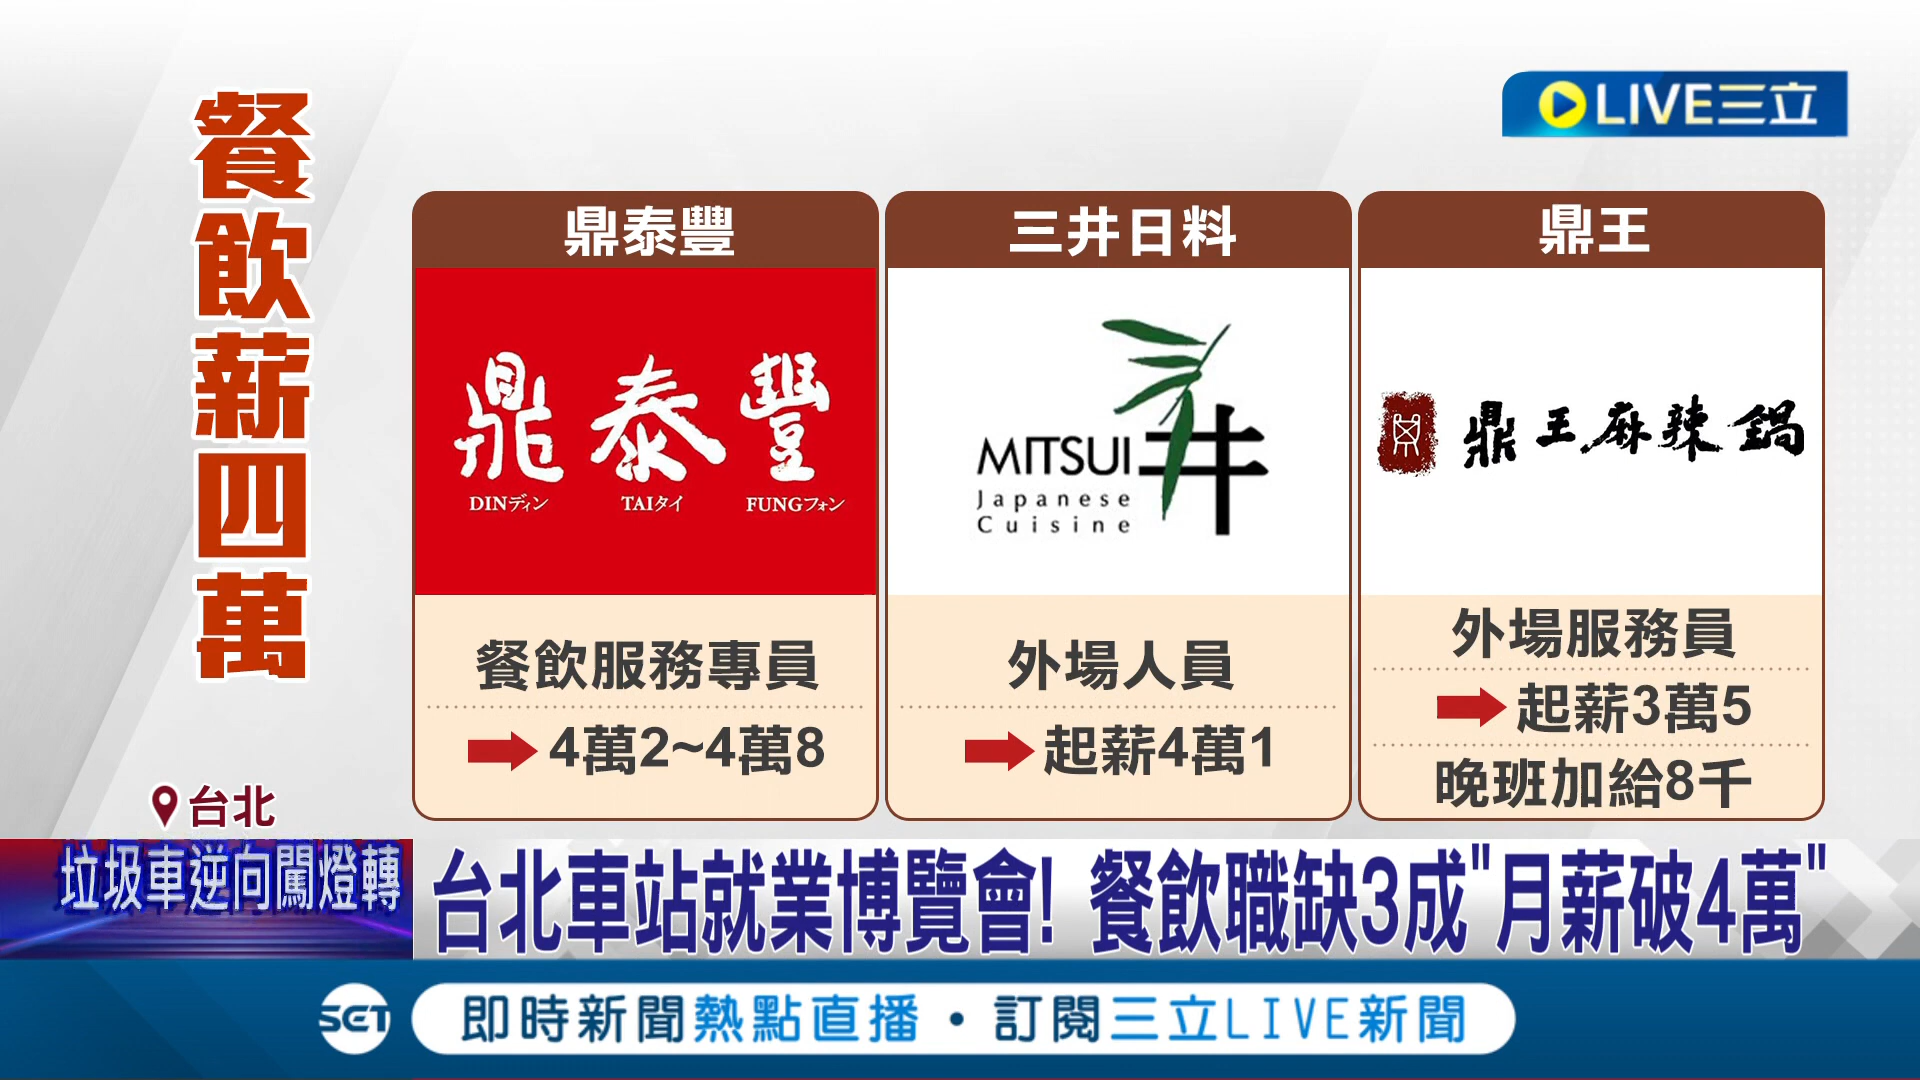 餐飲薪四萬
LIVE三立
鼎泰豐
鼎泰豐
DINディン TAIタイ FUNGフォン
餐飲服務專員
4萬2~4萬8
三井日料
MITSUI 三井
Japanese
Cuisine
外場人員
起薪4萬1
鼎王
鼎王麻辣鍋
外場服務員
起薪3萬5
晚班加給8千
台北
垃圾車逆向闖燈轉
台北車站就業博覽會! 餐飲職缺3成"月薪破4萬"
SET 即時新聞熱點直播・訂閱三立LIVE新聞